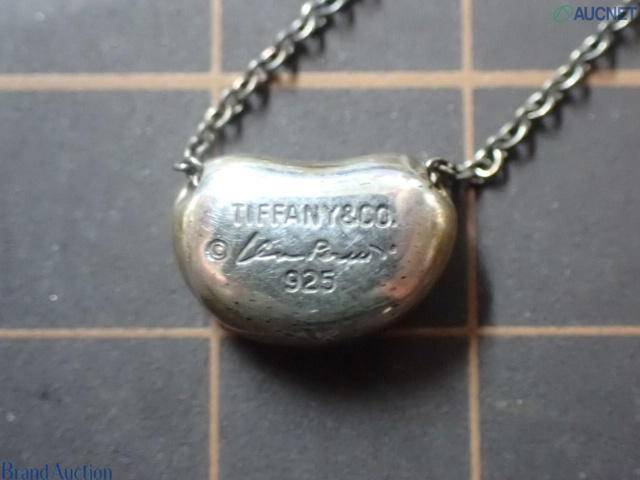 AUCNET
TIFFANY&CO.
©
925
Brand Auction